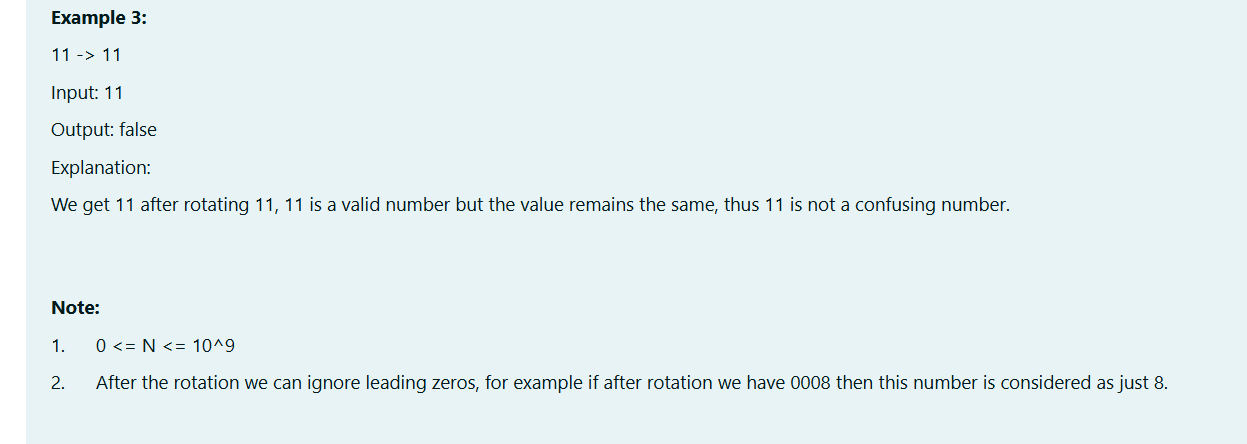 Example 3:
11 -> 11
Input: 11
Output: false
Explanation:
We get 11 after rotating 11, 11 is a valid number but the value remains the same, thus 11 is not a confusing number.
Note:
1. 0 <= N <= 10^9
2. After the rotation we can ignore leading zeros, for example if after rotation we have 0008 then this number is considered as just 8.